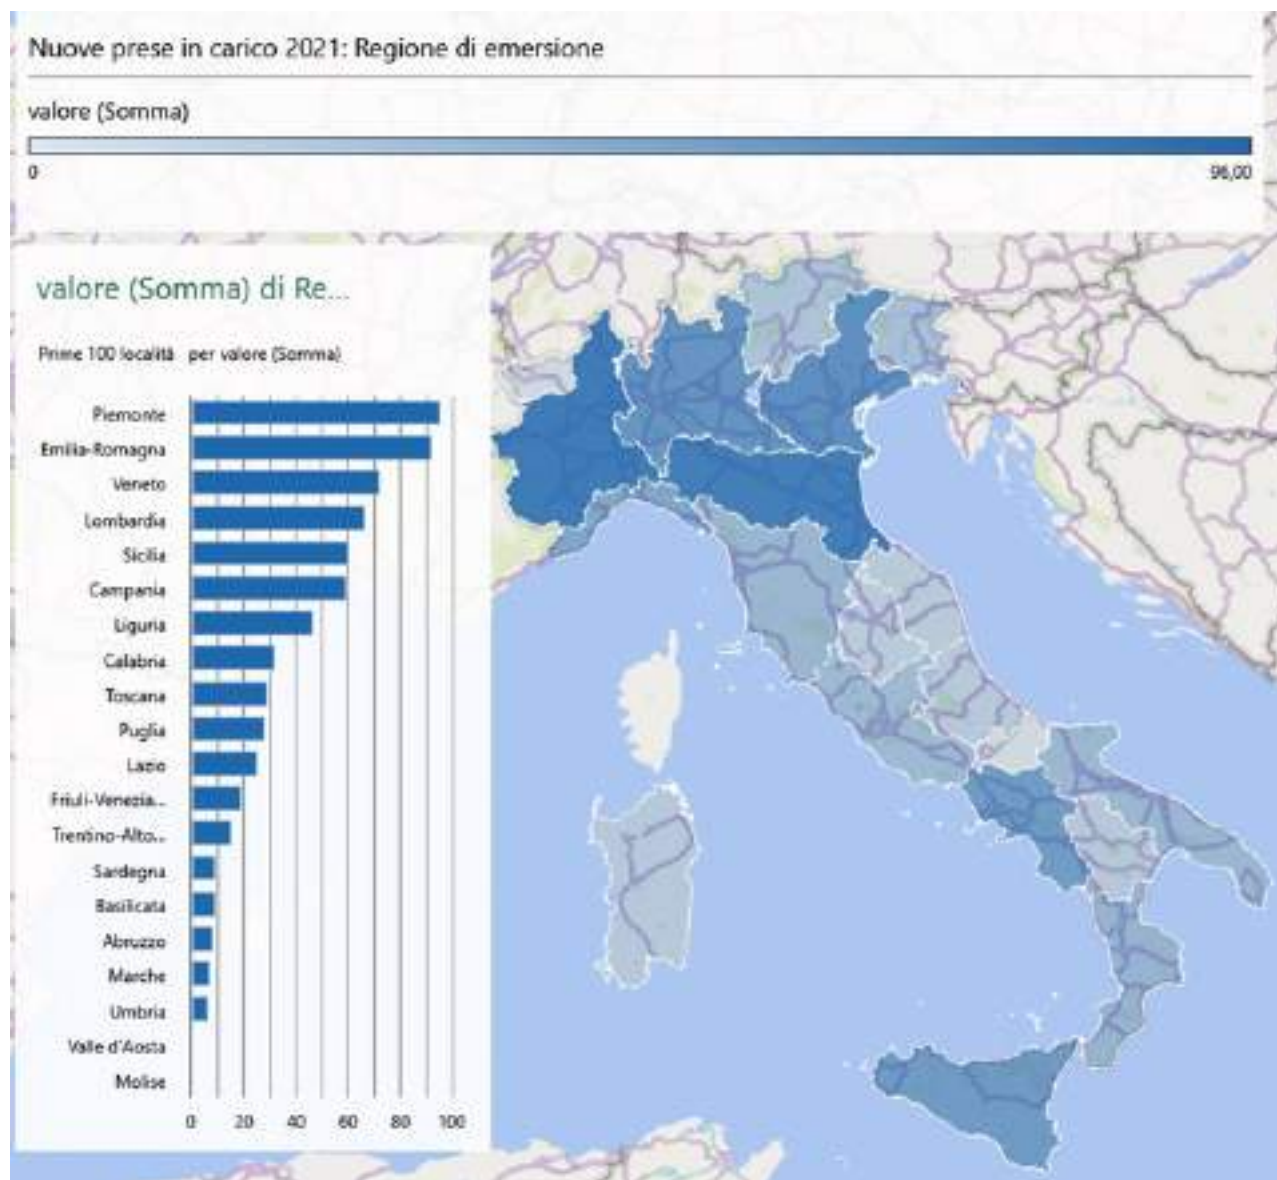 Nuove prese in carico 2021: Regione di emersione
valore (Somma)
0 96,00
valore (Somma) di Re...
Prime 100 località per valore (Somma)
Piemonte
Emilia-Romagna
Veneto
Lombardia
Sicilia
Campania
Liguria
Calabria
Toscana
Puglia
Lazio
Friuli-Venezia...
Trentino-Alto...
Sardegna
Basilicata
Abruzzo
Marche
Umbria
Valle d'Aosta
Molise
0 20 40 60 80 100